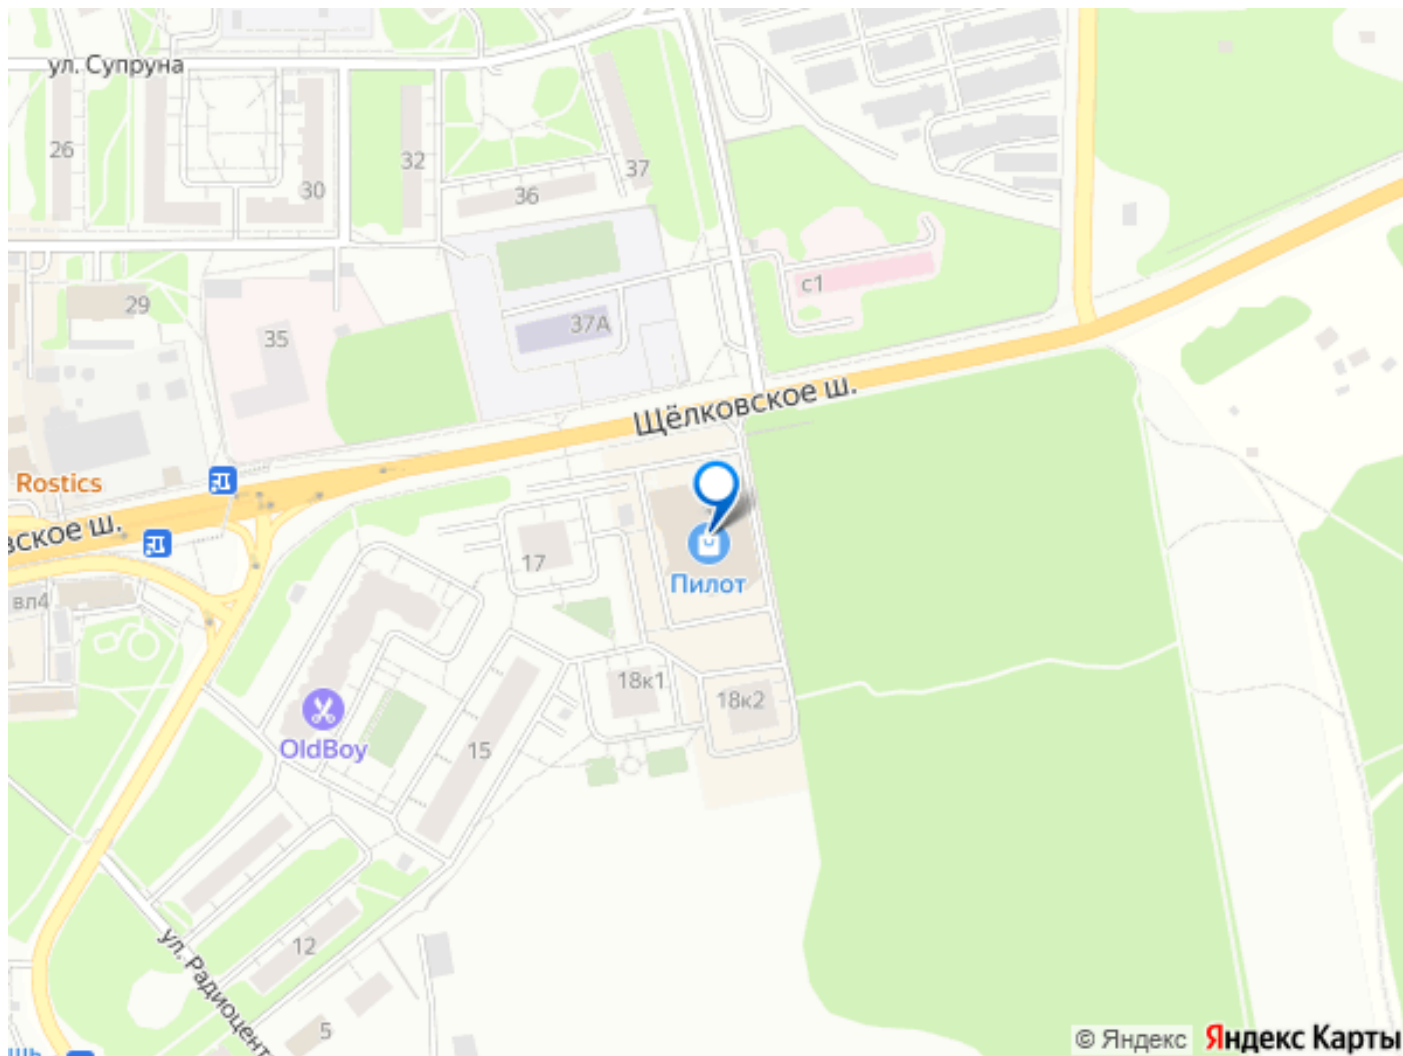 ул. Супруна
26
30
32
36
37
с1
29
35
37А
Щёлковское ш.
Rostics
вское ш.
17
Пилот
вл4
18к1
18к2
OldBoy
15
12
ул. Радиоцент
5
© Яндекс
Яндекс Карты